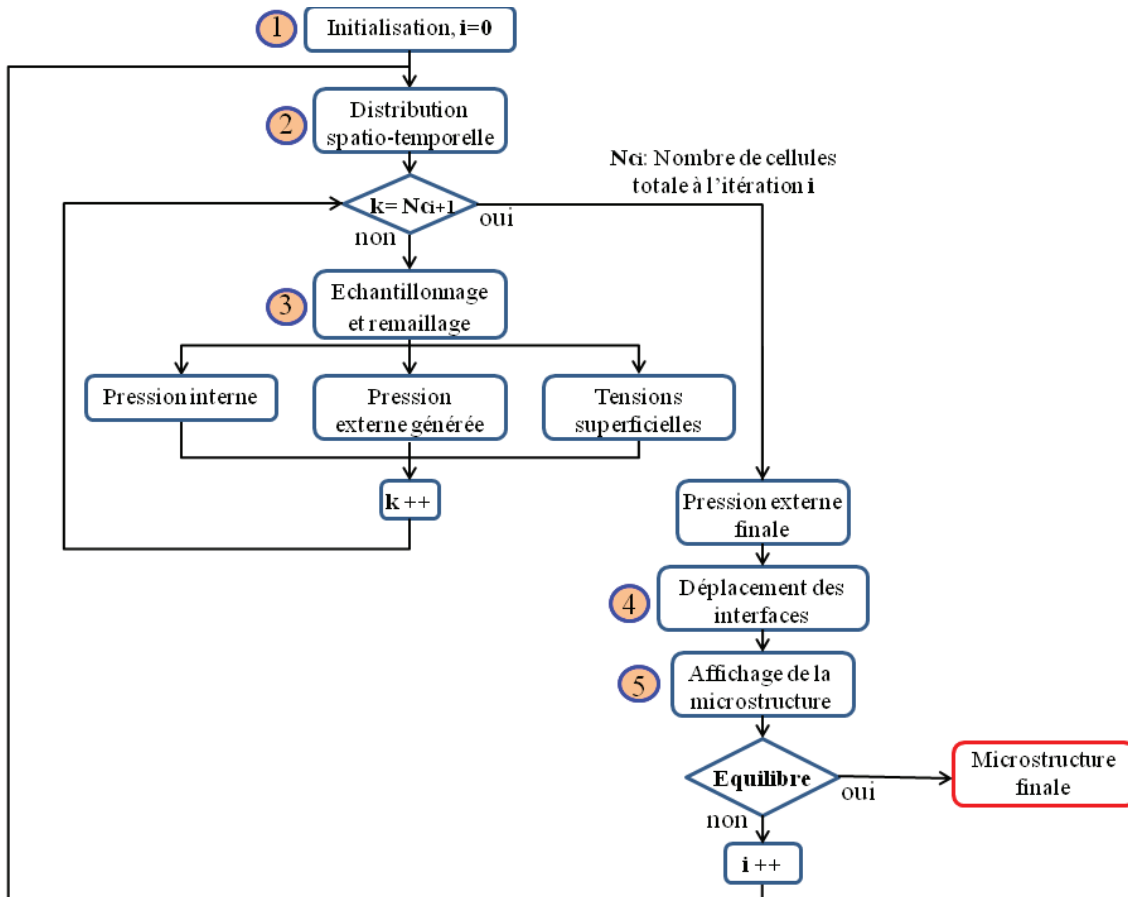 1
Initialisation, i=0
2
Distribution
spatio-temporelle
Nci: Nombre de cellules
totale à l'itération i
k= Nci+1
oui
non
3
Echantillonnage
et remaillage
Pression interne
Pression
externe générée
Tensions
superficielles
k ++
Pression externe
finale
4
Déplacement des
interfaces
5
Affichage de la
microstructure
Equilibre
oui
non
Microstructure
finale
i ++